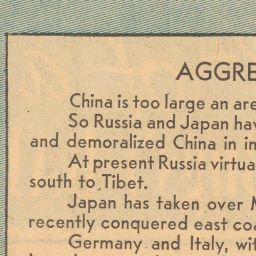 AGGRE
China is too large an are
So Russia and Japan hav
and demoralized China in in
At present Russia virtua
south to Tibet.
Japan has taken over M
recently conquered east coa
Germany and Italy, wit